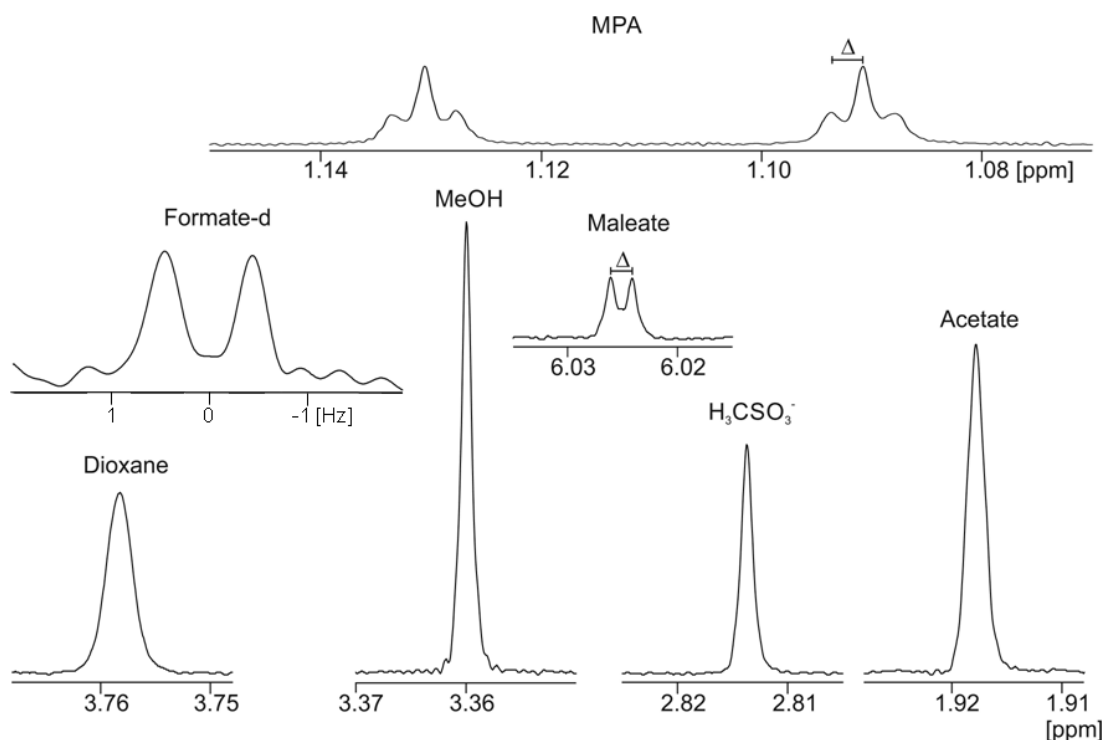 MPA
Δ
1.14 1.12 1.10 1.08 [ppm]
Formate-d
MeOH
Maleate
Δ
Acetate
6.03 6.02
1 0 -1 [Hz]
H₃CSO₃⁻
Dioxane
3.76 3.75
3.37 3.36
2.82 2.81
1.92 1.91
[ppm]